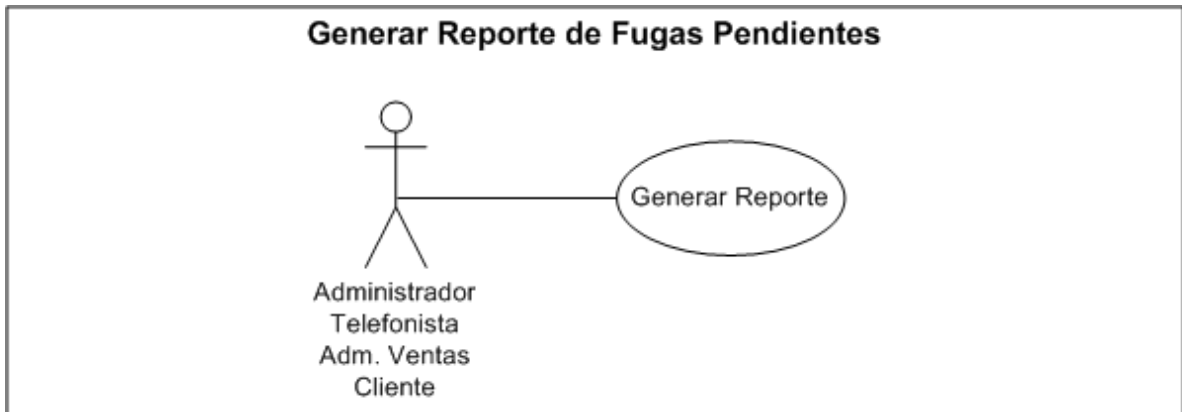 Generar Reporte de Fugas Pendientes
Generar Reporte
Administrador
Telefonista
Adm. Ventas
Cliente